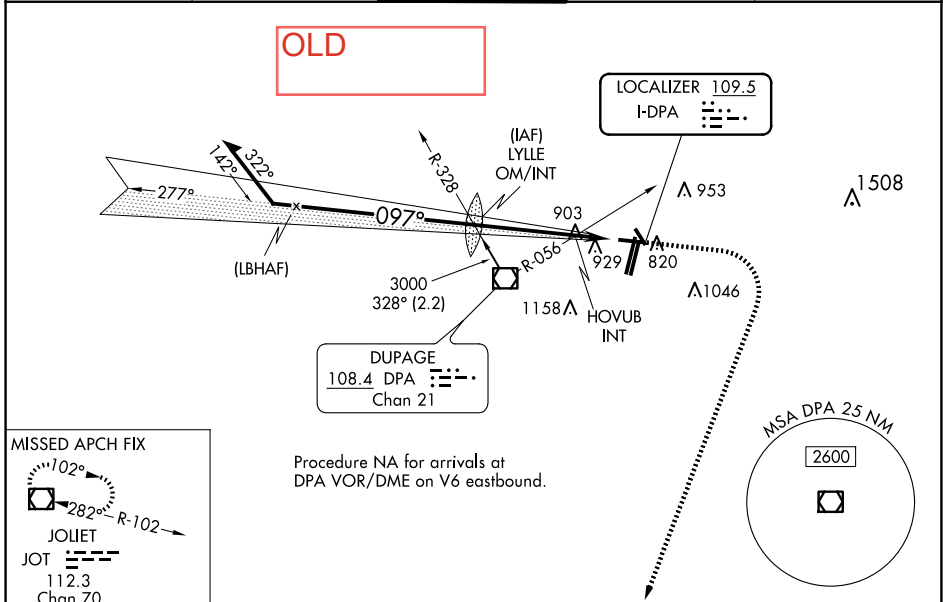 OLD
LOCALIZER 109.5
I-DPA
(IAF)
LYLLE
OM/INT
R-328
322°
142°
277°
097°
(LBHAF)
903
953
1508
R-056
929
820
3000
328° (2.2)
1158
1046
HOVUB
INT
DUPAGE
108.4 DPA
Chan 21
MSA DPA 25 NM
2600
Procedure NA for arrivals at
DPA VOR/DME on V6 eastbound.
MISSED APCH FIX
102°
282°
R-102
JOLIET
JOT
112.3
Chan 70
x